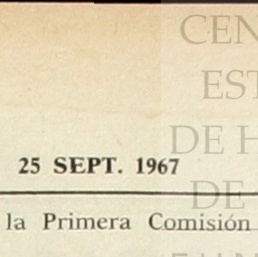 CEN
EST
DE H
25 SEPT. 1967
DE
la Primera Comisión